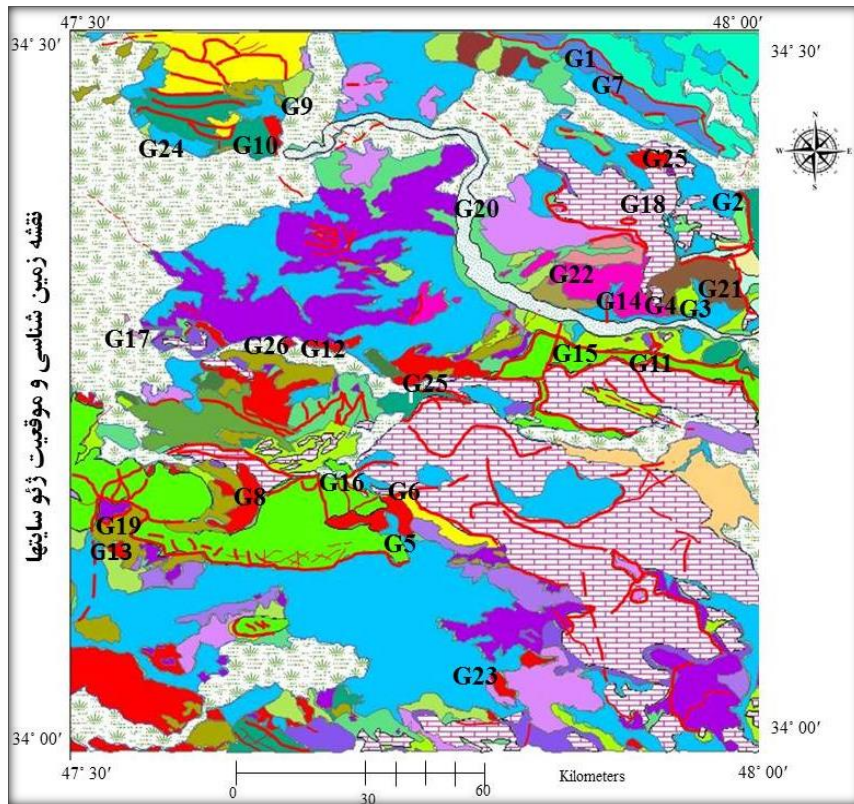 47° 30′
48° 00′
34° 30′
34° 30′
N
W E
S
G1
G7
G9
G10
G24
G25
G18
G2
G20
G22
G21
G14
G4
G3
G17
G26
G12
G15
G11
G25
G16
G8
G6
G19
G5
G13
G23
نقشه زمین شناسی و موقعیت ژئو سایتها
34° 00′
34° 00′
47° 30′
48° 00′
Kilometers
0
30
60